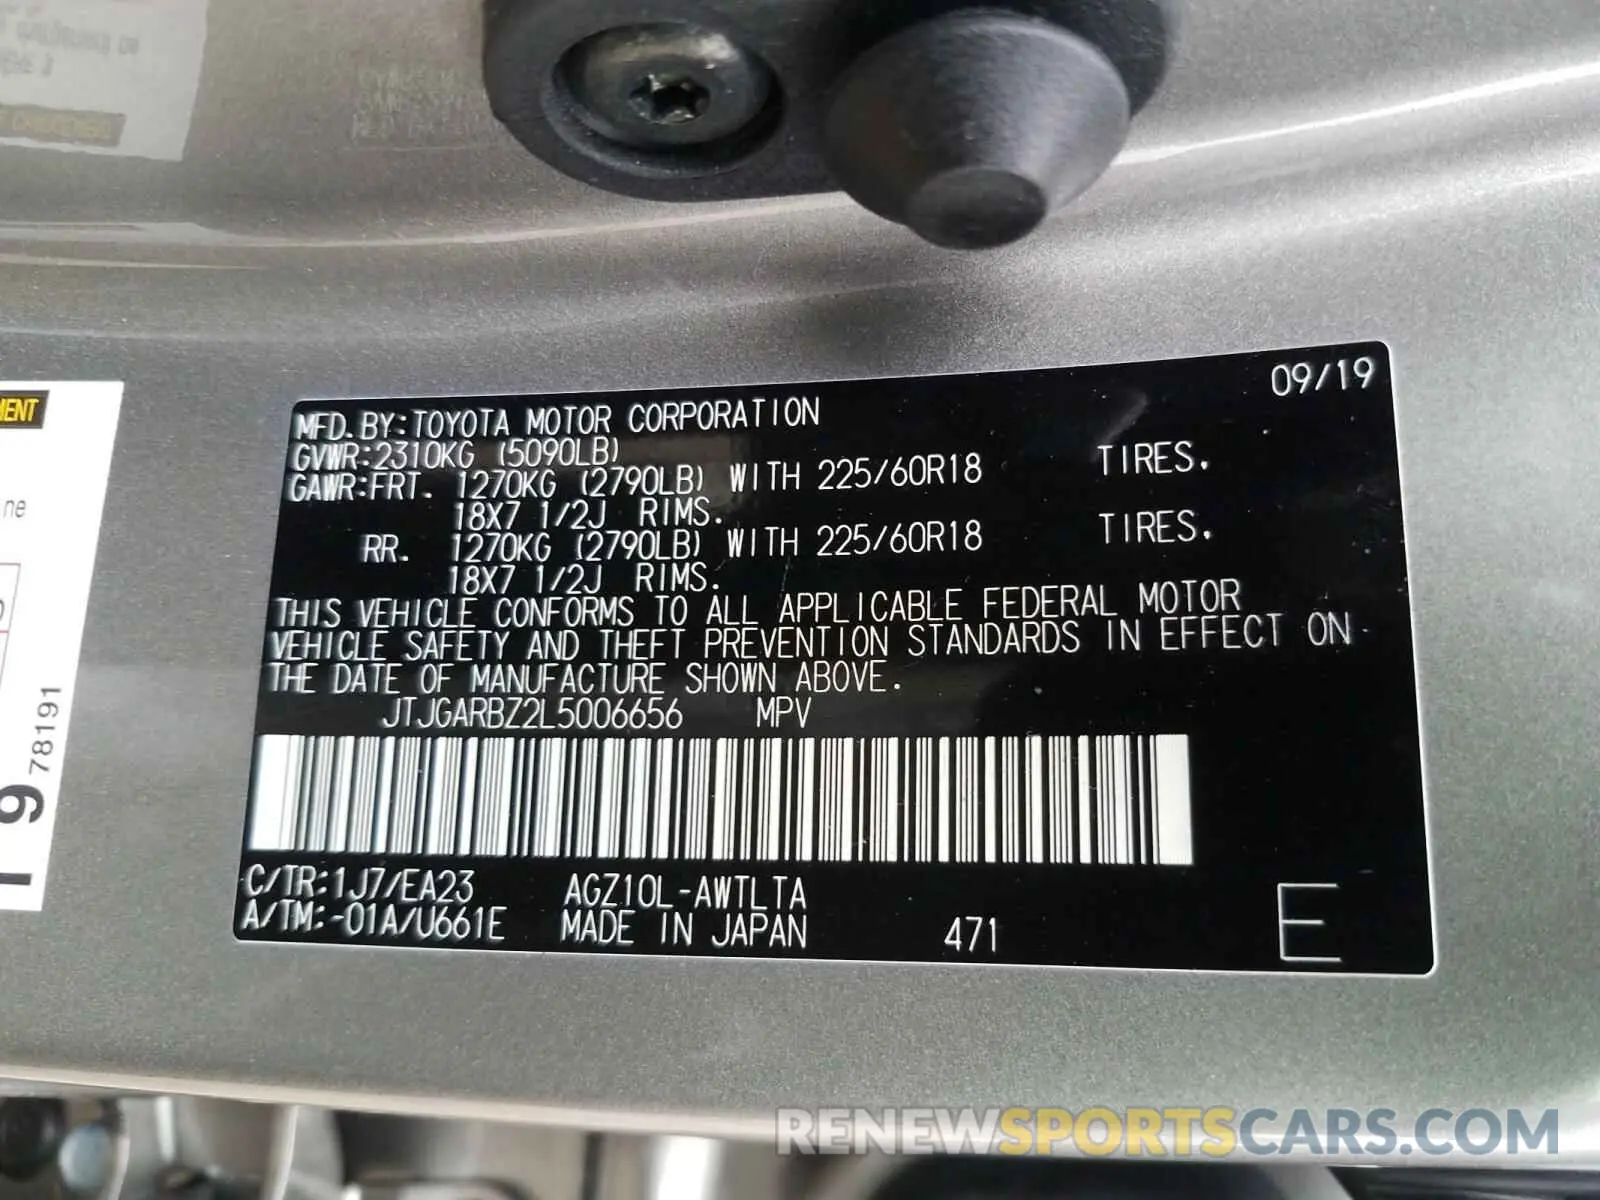 MFD. BY: TOYOTA MOTOR CORPORATION 09/19
GVWR: 2310KG (5090LB)
GAWR: FRT. 1270KG (2790LB) WITH 225/60R18 TIRES.
18X7 1/2J RIMS.
RR. 1270KG (2790LB) WITH 225/60R18 TIRES.
18X7 1/2J RIMS.
THIS VEHICLE CONFORMS TO ALL APPLICABLE FEDERAL MOTOR
VEHICLE SAFETY AND THEFT PREVENTION STANDARDS IN EFFECT ON
THE DATE OF MANUFACTURE SHOWN ABOVE.
JTJGARBZ2L5006656 MPV
C/TR: 1J7/EA23 AGZ10L-AWTLTA
A/TM: -01A/U661E MADE IN JAPAN 471 E
MENT
ne
9 78191
RENEWSPORTSCARS.COM